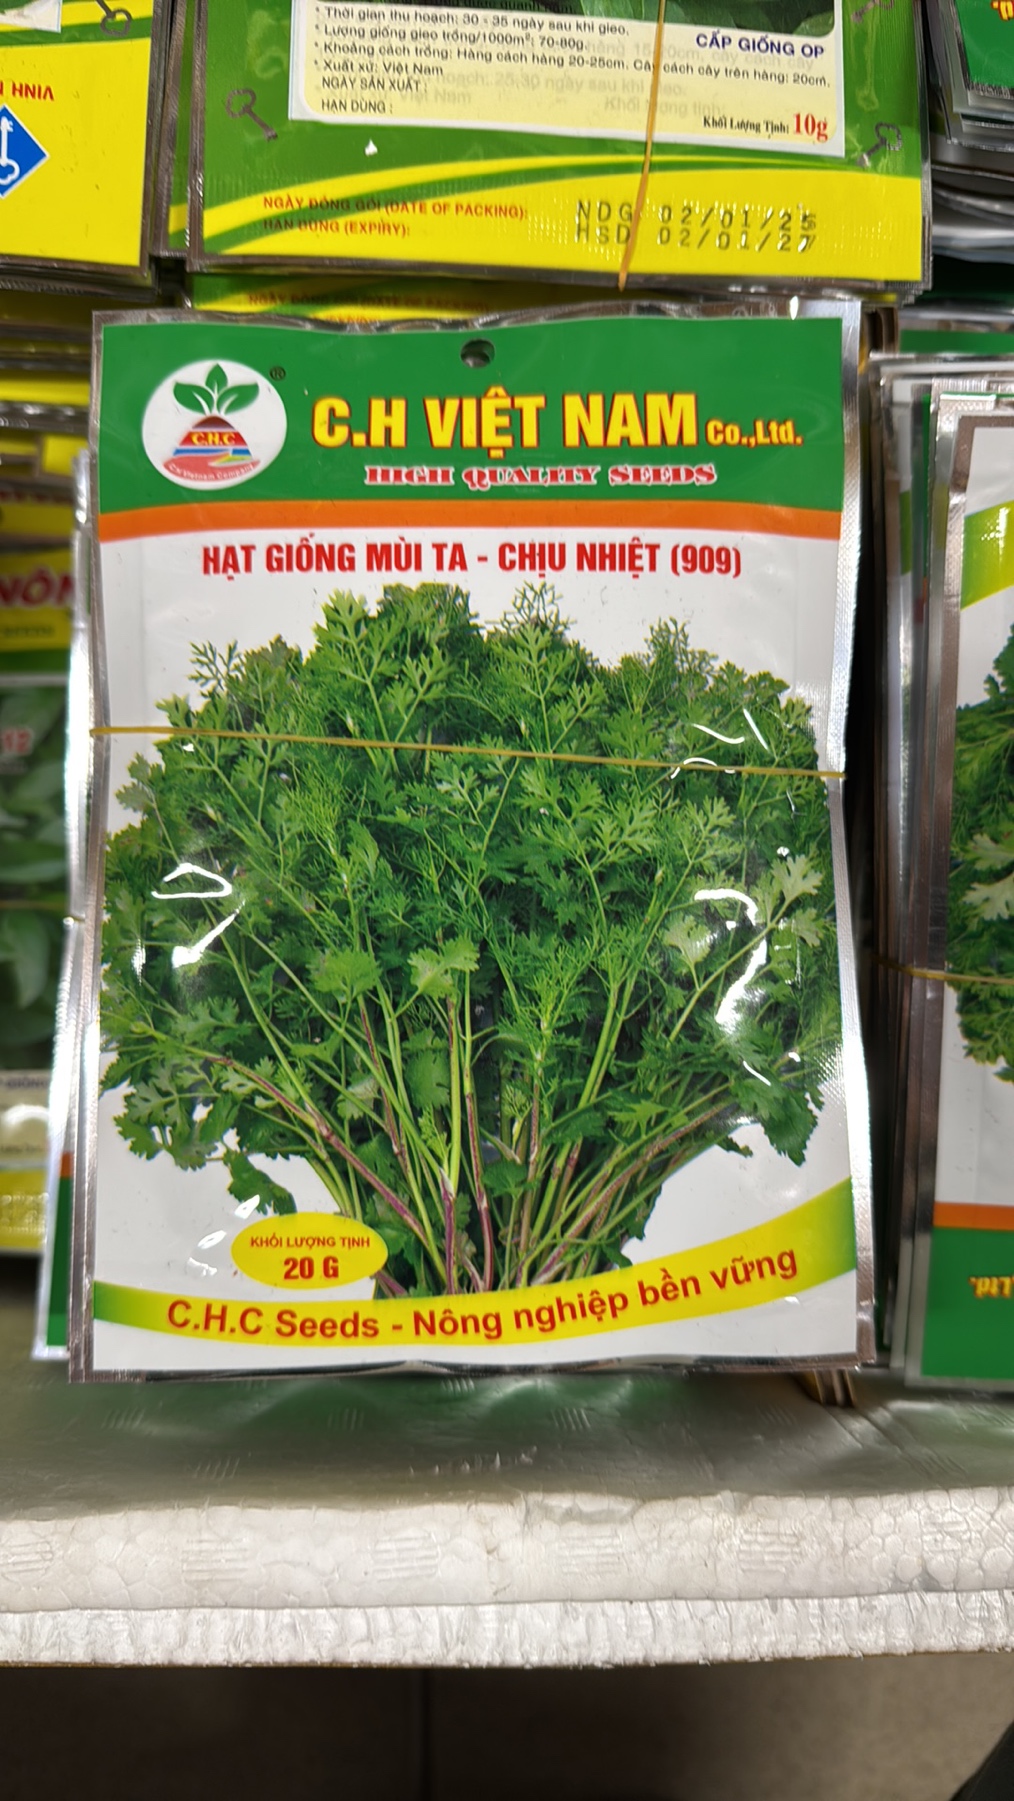 * Thời gian thu hoạch: 30 - 35 ngày sau khi gieo.
* Lượng giống gieo trồng/1000m²: 70-80g.
CẤP GIỐNG OP
* Khoảng cách trồng: Hàng cách hàng 20-25cm. Cây cách cây trên hàng: 20cm.
* Xuất xứ: Việt Nam
NGÀY SẢN XUẤT :
HẠN DÙNG :
Khối Lượng Tịnh: 10g
NGÀY ĐÓNG GÓI (DATE OF PACKING):
NDG 02/01/25
HẠN DÙNG (EXPIRY):
HSD 02/01/27
VINH
C.H.C
C.H VIỆT NAM Co.,Ltd.
HIGH QUALITY SEEDS
HẠT GIỐNG MÙI TA - CHỊU NHIỆT (909)
KHỐI LƯỢNG TỊNH
20 G
C.H.C Seeds - Nông nghiệp bền vững
12
Ltd.